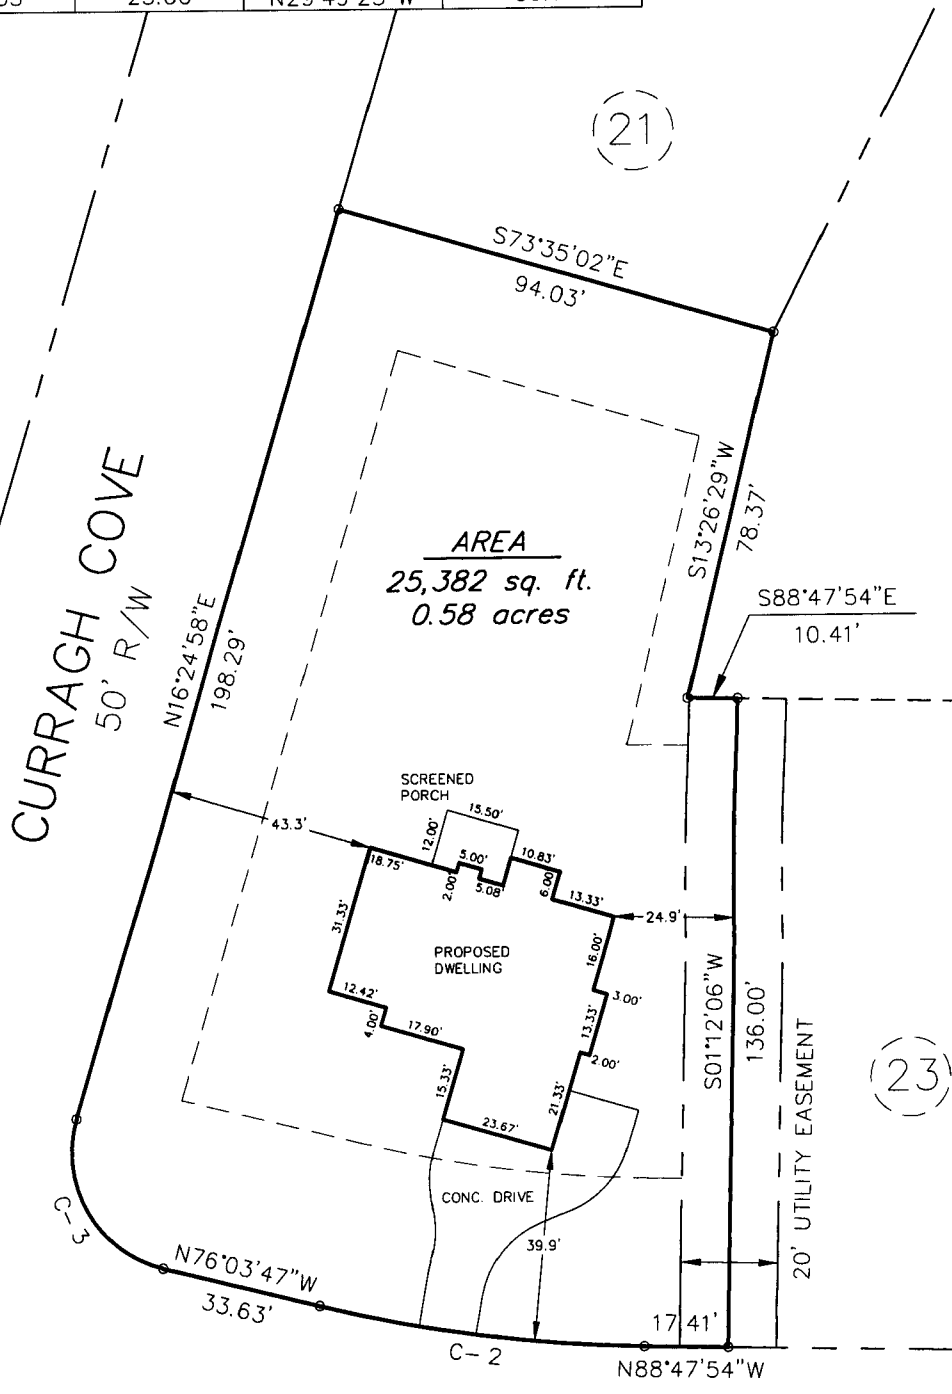 21
S73°35'02"E
94.03'
CURRAGH COVE
50' R/W
N16°24'58"E
198.29'
AREA
25,382 sq. ft.
0.58 acres
S13°26'29"W
78.37'
S88°47'54"E
10.41'
SCREENED
PORCH
15.50'
12.00'
43.3'
18.75'
2.00'
5.00'
5.08'
10.83'
6.00'
13.33'
24.9'
31.33'
PROPOSED
DWELLING
16.00'
3.00'
13.33'
2.00'
12.42'
4.00'
17.90'
15.33'
21.33'
23.67'
S01°12'06"W
136.00'
20' UTILITY EASEMENT
23
CONC. DRIVE
39.9'
C-3
N76°03'47"W
33.63'
C-2
17.41'
N88°47'54"W